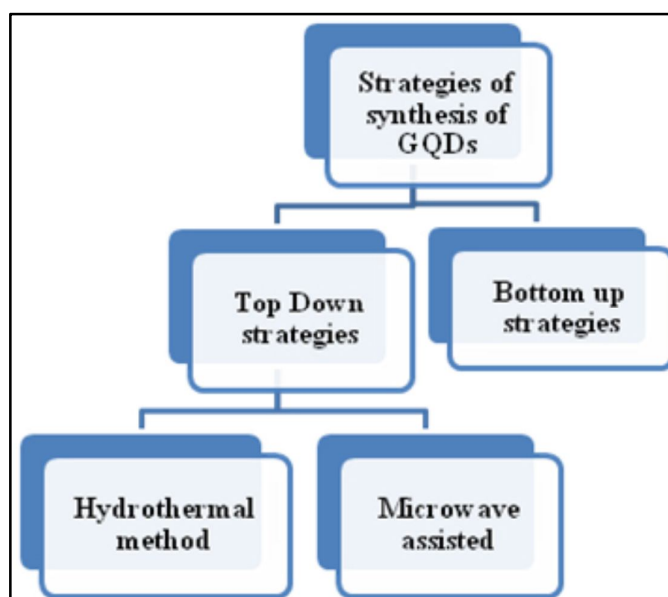 Strategies of
synthesis of
GQDs
Top Down
strategies
Bottom up
strategies
Hydrothermal
method
Microwave
assisted